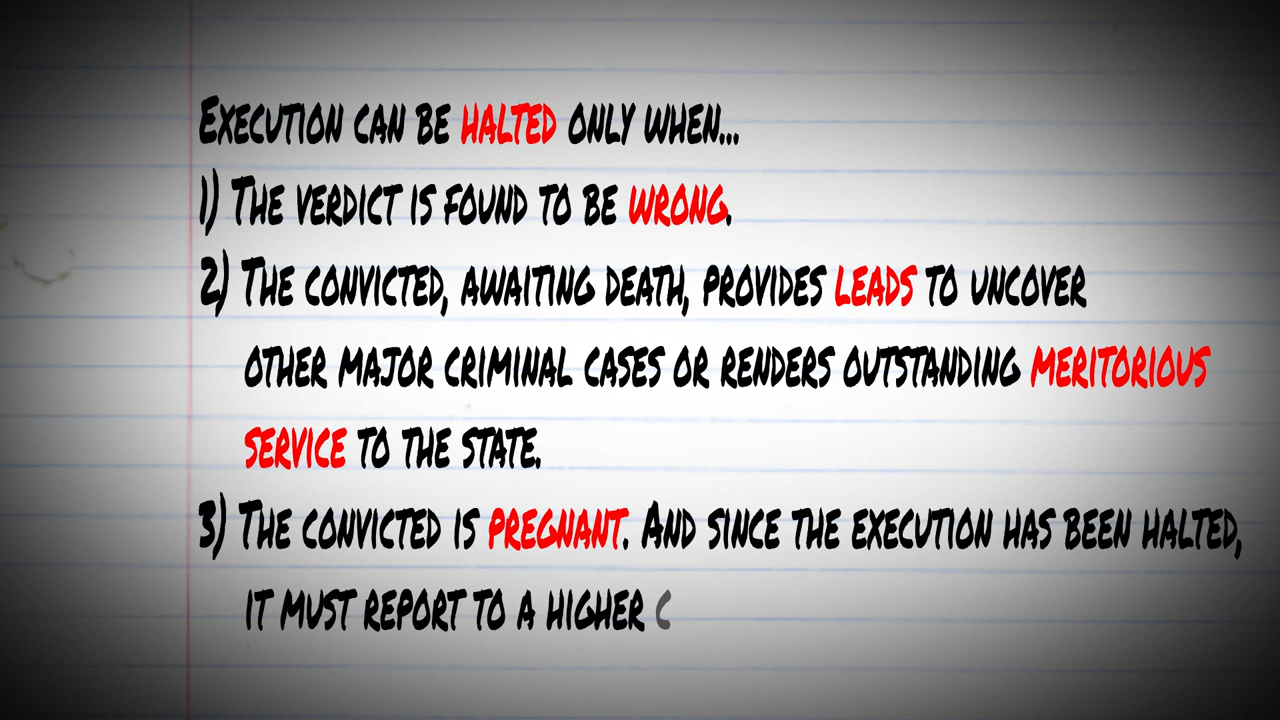 Execution can be halted only when...
1) The verdict is found to be wrong.
2) The convicted, awaiting death, provides leads to uncover
other major criminal cases or renders outstanding meritorious
service to the state.
3) The convicted is pregnant. And since the execution has been halted,
it must report to a higher c